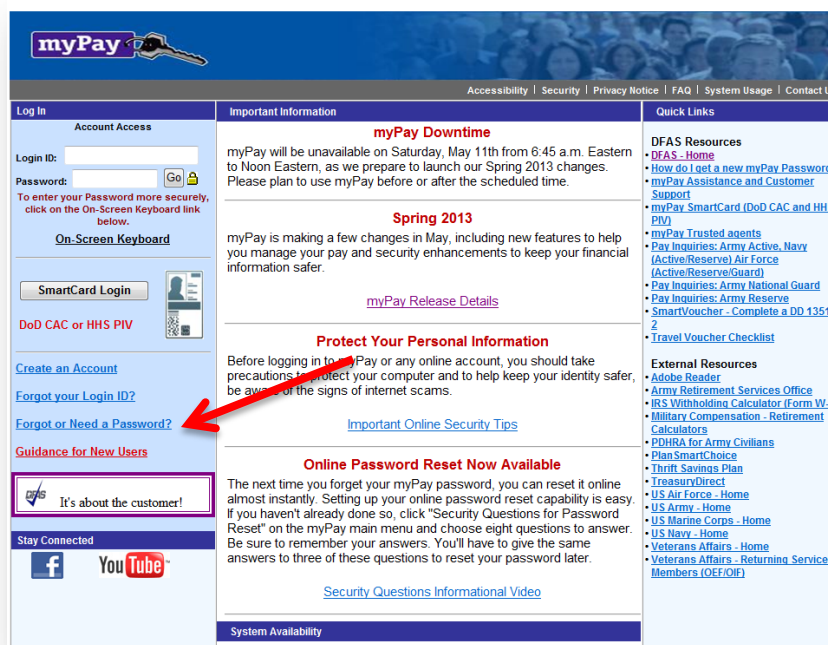 myPay
Accessibility | Security | Privacy Notice | FAQ | System Usage | Contact
Log In
Account Access
Login ID:
Password:
Go
To enter your Password more securely,
click on the On-Screen Keyboard link
below.
On-Screen Keyboard
SmartCard Login
DoD CAC or HHS PIV
Create an Account
Forgot your Login ID?
Forgot or Need a Password?
Guidance for New Users
DFAS
It's about the customer!
Stay Connected
f
YouTube
Important Information
myPay Downtime
myPay will be unavailable on Saturday, May 11th from 6:45 a.m. Eastern
to Noon Eastern, as we prepare to launch our Spring 2013 changes.
Please plan to use myPay before or after the scheduled time.
Spring 2013
myPay is making a few changes in May, including new features to help
you manage your pay and security enhancements to keep your financial
information safer.
myPay Release Details
Protect Your Personal Information
Before logging in to myPay or any online account, you should take
precautions to protect your computer and to help keep your identity safer,
be aware of the signs of internet scams.
Important Online Security Tips
Online Password Reset Now Available
The next time you forget your myPay password, you can reset it online
almost instantly. Setting up your online password reset capability is easy.
If you haven't already done so, click "Security Questions for Password
Reset" on the myPay main menu and choose eight questions to answer.
Be sure to remember your answers. You'll have to give the same
answers to three of these questions to reset your password later.
Security Questions Informational Video
System Availability
Quick Links
DFAS Resources
• DFAS - Home
• How do I get a new myPay Password
• myPay Assistance and Customer
Support
• myPay SmartCard (DoD CAC and HH
PIV)
• myPay Trusted agents
• Pay Inquiries: Army Active, Navy
(Active/Reserve) Air Force
(Active/Reserve/Guard)
• Pay Inquiries: Army National Guard
• Pay Inquiries: Army Reserve
• SmartVoucher - Complete a DD 1351
2
• Travel Voucher Checklist
External Resources
• Adobe Reader
• Army Retirement Services Office
• IRS Withholding Calculator (Form W-
• Military Compensation - Retirement
Calculators
• PDHRA for Army Civilians
• PlanSmartChoice
• Thrift Savings Plan
• TreasuryDirect
• US Air Force - Home
• US Army - Home
• US Marine Corps - Home
• US Navy - Home
• Veterans Affairs - Home
• Veterans Affairs - Returning Service
Members (OEF/OIF)